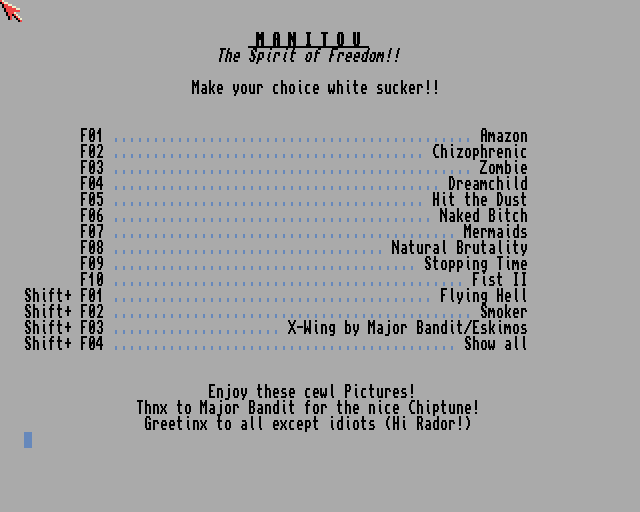 MANITOU
The Spirit of Freedom!!
Make your choice white sucker!!
F01 ............................................. Amazon
F02 ....................................... Chizophrenic
F03 ............................................. Zombie
F04 ......................................... Dreamchild
F05 ....................................... Hit the Dust
F06 ........................................ Naked Bitch
F07 ........................................... Mermaids
F08 .................................. Natural Brutality
F09 ...................................... Stopping Time
F10 ............................................ Fist II
Shift+ F01 ........................................ Flying Hell
Shift+ F02 ............................................. Smoker
Shift+ F03 ..................... X-Wing by Major Bandit/Eskimos
Shift+ F04 ........................................... Show all
Enjoy these cewl Pictures!
Thnx to Major Bandit for the nice Chiptune!
Greetinx to all except idiots (Hi Rador!)